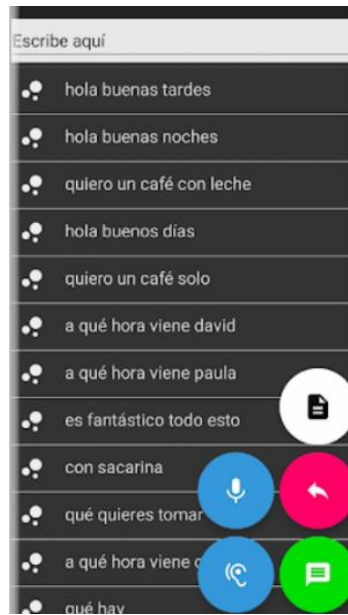 Escribe aquí
hola buenas tardes
hola buenas noches
quiero un café con leche
hola buenos días
quiero un café solo
a qué hora viene david
a qué hora viene paula
es fantástico todo esto
con sacarina
qué quieres tomar
a qué hora viene
qué hay